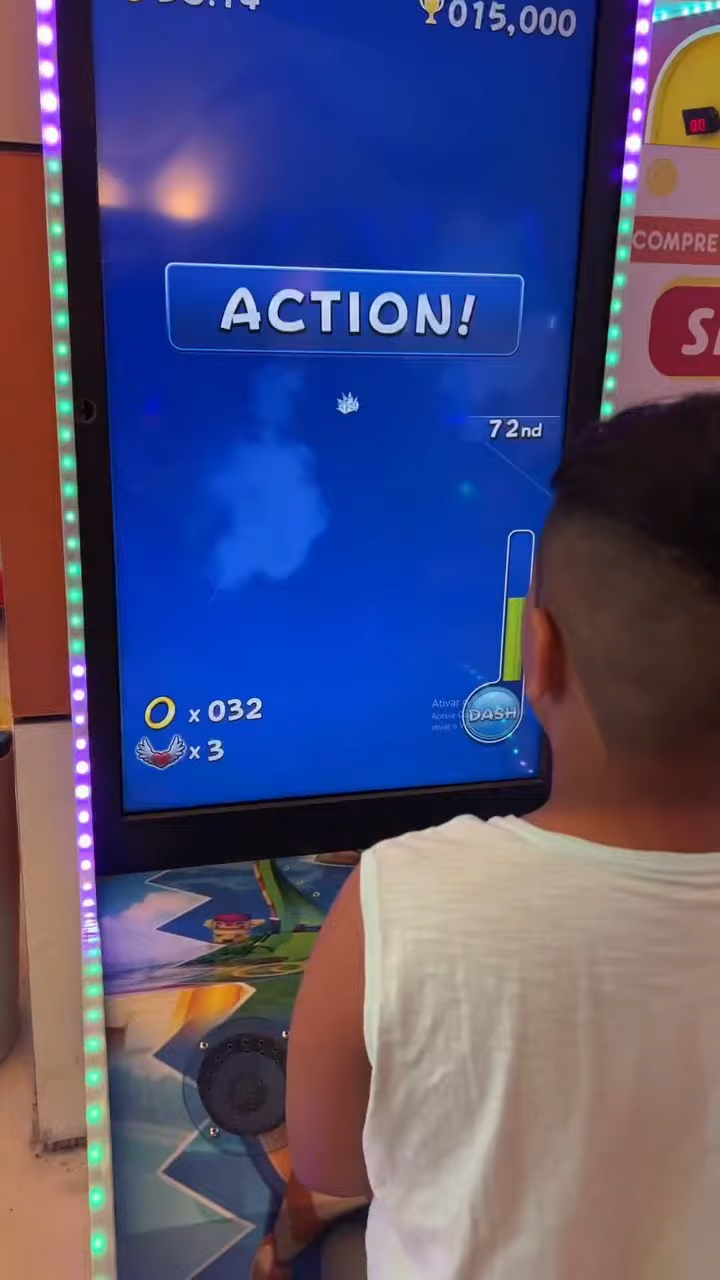 015,000
00
COMPRE
ACTION!
72nd
x 032
x 3
Ativar
DASH